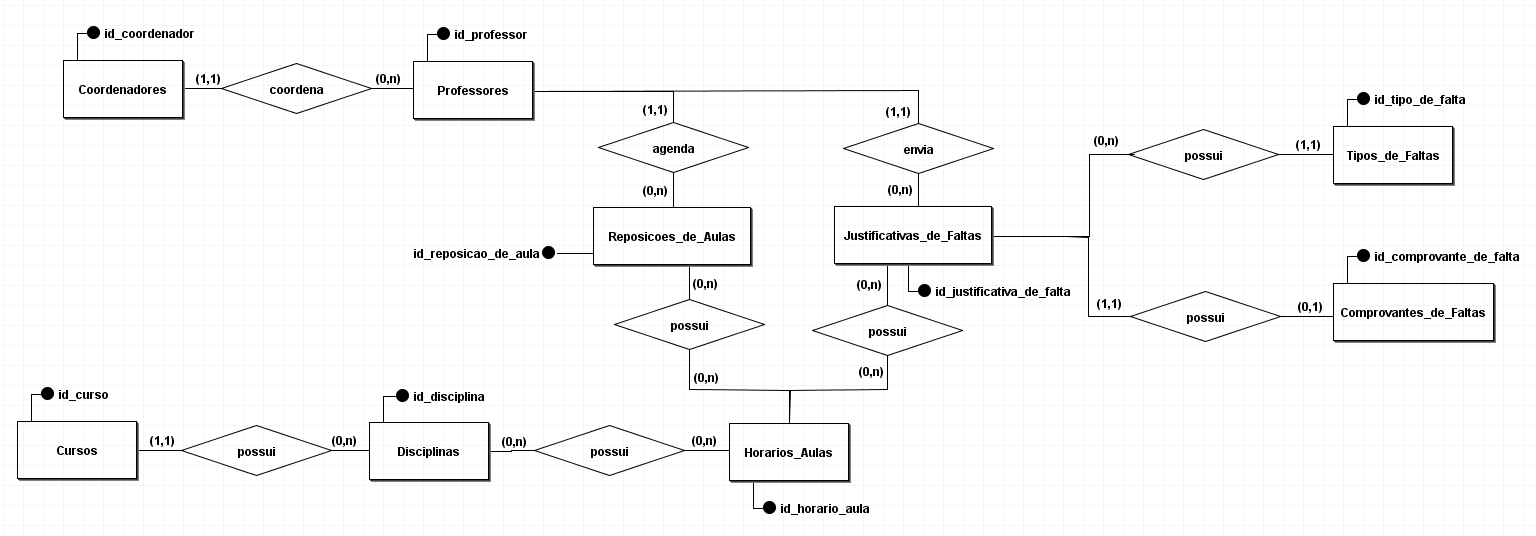 id_coordenador
id_professor
Coordenadores
(1,1)
coordena
(0,n)
Professores
(1,1)
agenda
(0,n)
(1,1)
envia
(0,n)
id_tipo_de_falta
(0,n)
possui
(1,1)
Tipos_de_Faltas
Reposicoes_de_Aulas
id_reposicao_de_aula
Justificativas_de_Faltas
id_justificativa_de_falta
id_comprovante_de_falta
(1,1)
possui
(0,1)
Comprovantes_de_Faltas
(0,n)
possui
(0,n)
(0,n)
possui
(0,n)
id_curso
id_disciplina
Cursos
(1,1)
possui
(0,n)
Disciplinas
(0,n)
possui
(0,n)
Horarios_Aulas
id_horario_aula